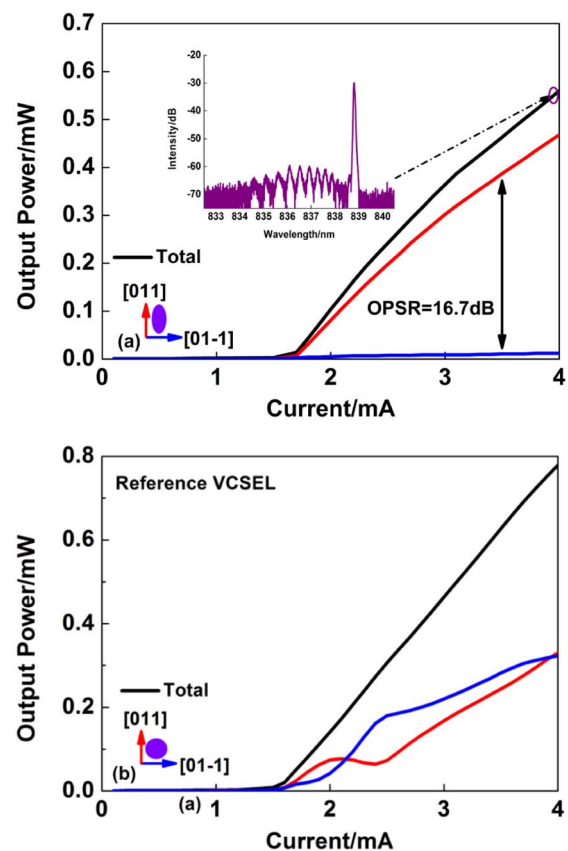 0.7
0.6
0.5
0.4
0.3
0.2
0.1
0.0
Output Power/mW
-20
-30
-40
-50
-60
-70
Intensity/dB
833 834 835 836 837 838 839 840
Wavelength/nm
Total
[011]
[01-1]
(a)
OPSR=16.7dB
0 1 2 3 4
Current/mA
0.8
0.6
0.4
0.2
0.0
Output Power/mW
Reference VCSEL
Total
[011]
[01-1]
(b)
(a)
0 1 2 3 4
Current/mA